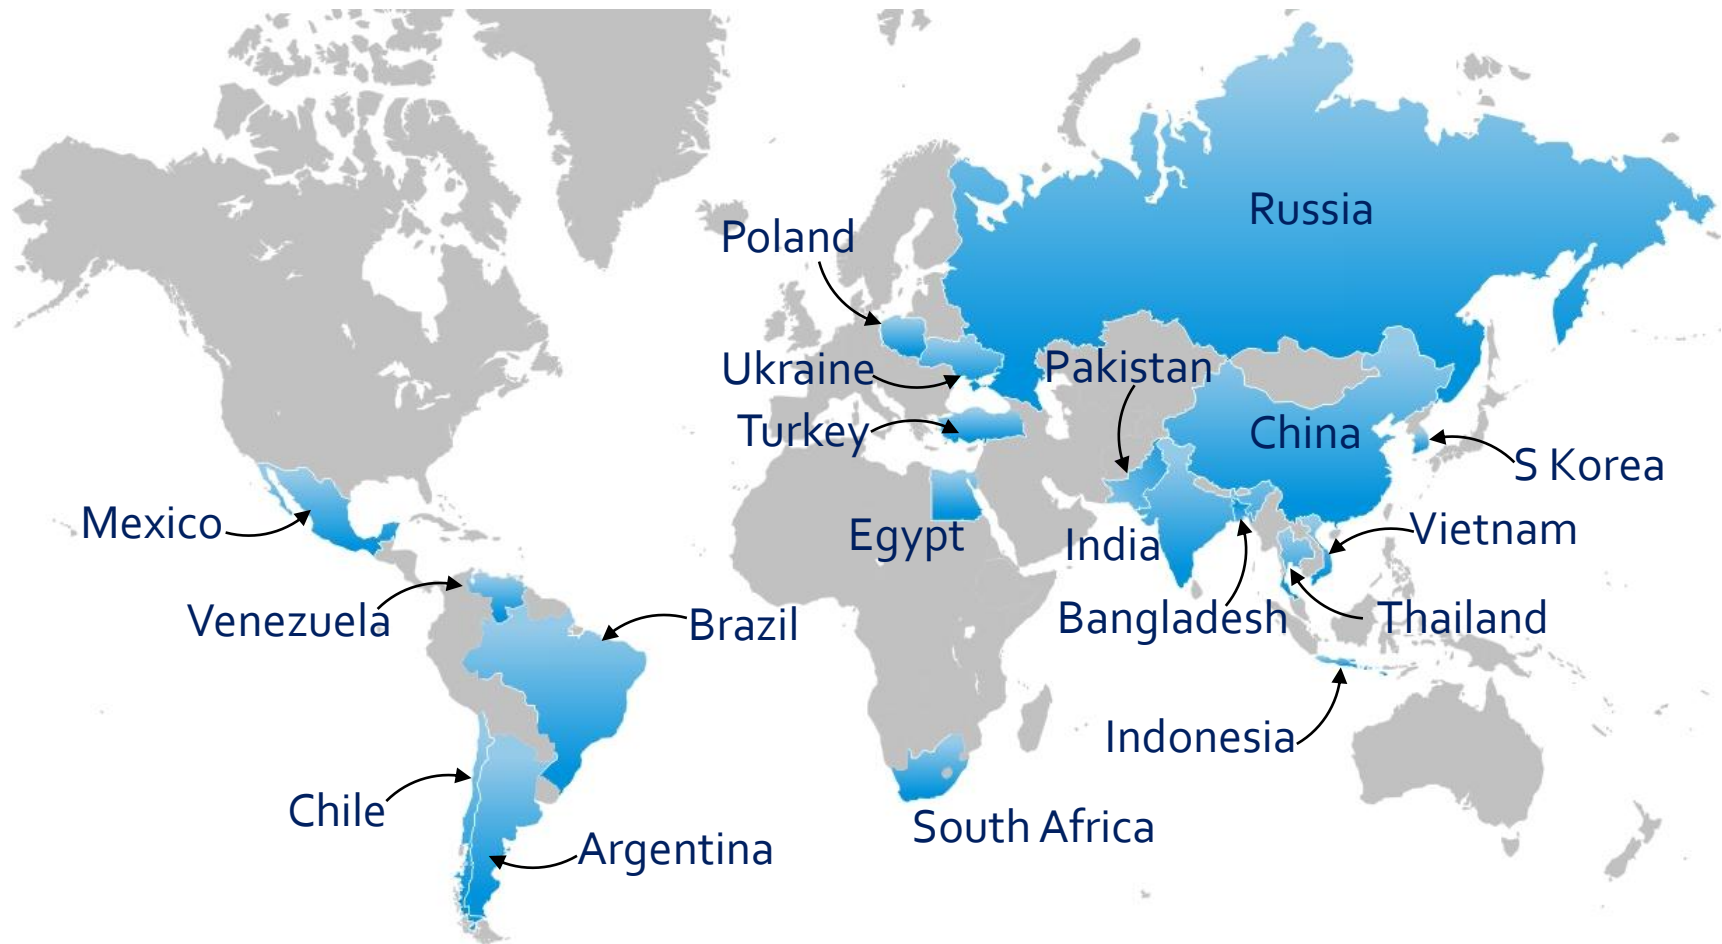 Russia
Poland
Ukraine
Pakistan
Turkey
China
S Korea
Mexico
Egypt
India
Vietnam
Venezuela
Brazil
Bangladesh
Thailand
Indonesia
Chile
South Africa
Argentina